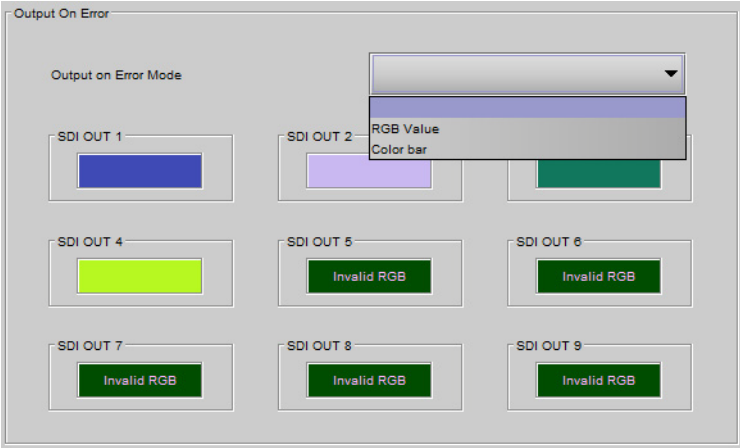 Output On Error
Output on Error Mode
RGB Value
Color bar
SDI OUT 1
SDI OUT 2
SDI OUT 4
SDI OUT 5
SDI OUT 6
Invalid RGB
Invalid RGB
SDI OUT 7
SDI OUT 8
SDI OUT 9
Invalid RGB
Invalid RGB
Invalid RGB